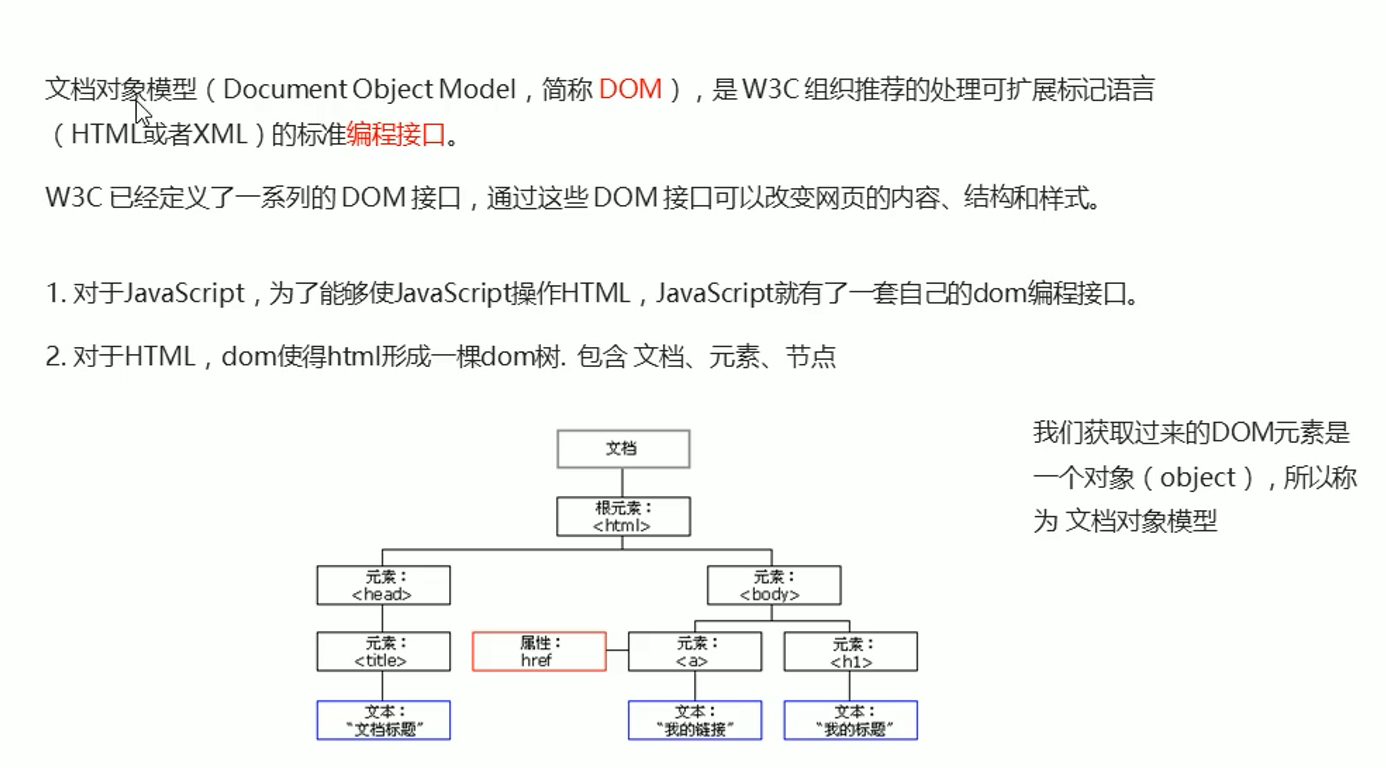 文档对象模型（Document Object Model，简称 DOM），是 W3C 组织推荐的处理可扩展标记语言
（HTML或者XML）的标准编程接口。
W3C 已经定义了一系列的 DOM 接口，通过这些 DOM 接口可以改变网页的内容、结构和样式。
1. 对于JavaScript，为了能够使JavaScript操作HTML，JavaScript就有了一套自己的dom编程接口。
2. 对于HTML，dom使得html形成一棵dom树. 包含 文档、元素、节点
我们获取过来的DOM元素是
一个对象（object），所以称
为 文档对象模型
文档
根元素：
<html>
元素：
<head>
元素：
<body>
元素：
<title>
属性：
href
元素：
<a>
元素：
<h1>
文本：
“文档标题”
文本：
“我的链接”
文本：
“我的标题”